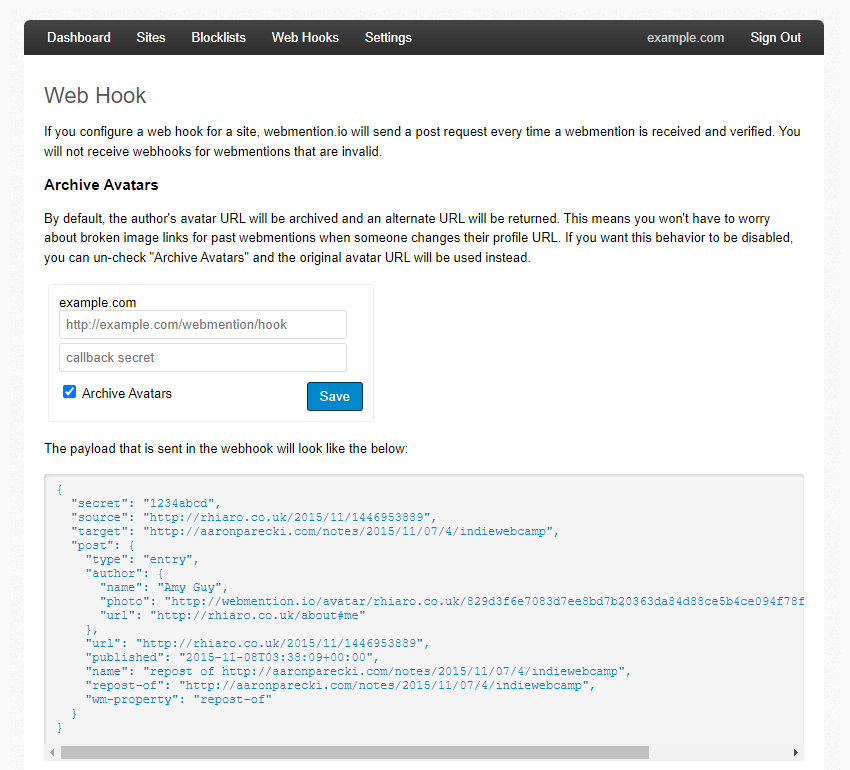 Dashboard Sites Blocklists Web Hooks Settings example.com Sign Out
Web Hook
If you configure a web hook for a site, webmention.io will send a post request every time a webmention is received and verified. You
will not receive webhooks for webmentions that are invalid.
Archive Avatars
By default, the author's avatar URL will be archived and an alternate URL will be returned. This means you won't have to worry
about broken image links for past webmentions when someone changes their profile URL. If you want this behavior to be disabled,
you can un-check "Archive Avatars" and the original avatar URL will be used instead.
example.com
http://example.com/webmention/hook
callback secret
Archive Avatars Save
The payload that is sent in the webhook will look like the below:
{
"secret": "1234abcd",
"source": "http://rhiaro.co.uk/2015/11/1446953889",
"target": "http://aaronparecki.com/notes/2015/11/07/4/indiewebcamp",
"post": {
"type": "entry",
"author": {
"name": "Amy Guy",
"photo": "http://webmention.io/avatar/rhiaro.co.uk/829d3f6e7083d7ee8bd7b20363da84d88ce5b4ce094f78f
"url": "http://rhiaro.co.uk/about#me"
},
"url": "http://rhiaro.co.uk/2015/11/1446953889",
"published": "2015-11-08T03:38:09+00:00",
"name": "repost of http://aaronparecki.com/notes/2015/11/07/4/indiewebcamp",
"repost-of": "http://aaronparecki.com/notes/2015/11/07/4/indiewebcamp",
"wm-property": "repost-of"
}
}